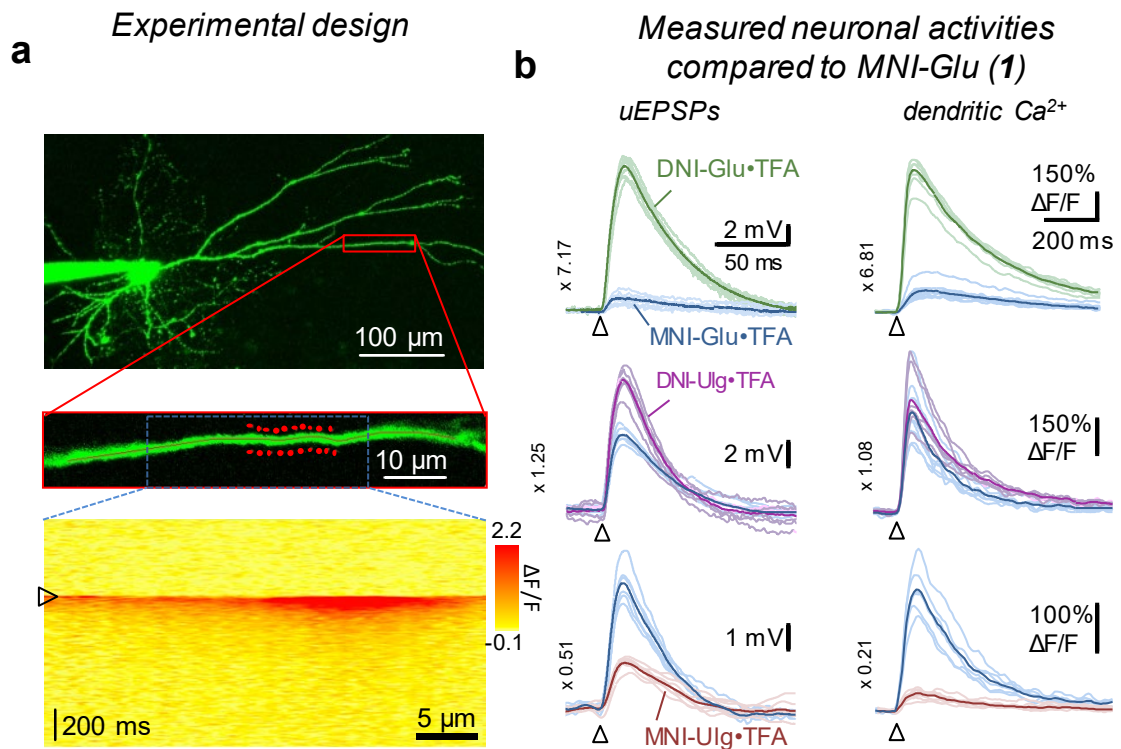 Experimental design
a
100 µm
10 µm
2.2
ΔF/F
-0.1
200 ms
5 µm
Measured neuronal activities
compared to MNI-Glu (1)
b
uEPSPs
dendritic Ca²⁺
DNI-Glu•TFA
2 mV
50 ms
x 7.17
MNI-Glu•TFA
150%
ΔF/F
200 ms
x 6.81
DNI-Ulg•TFA
2 mV
x 1.25
150%
ΔF/F
x 1.08
1 mV
x 0.51
MNI-Ulg•TFA
100%
ΔF/F
x 0.21